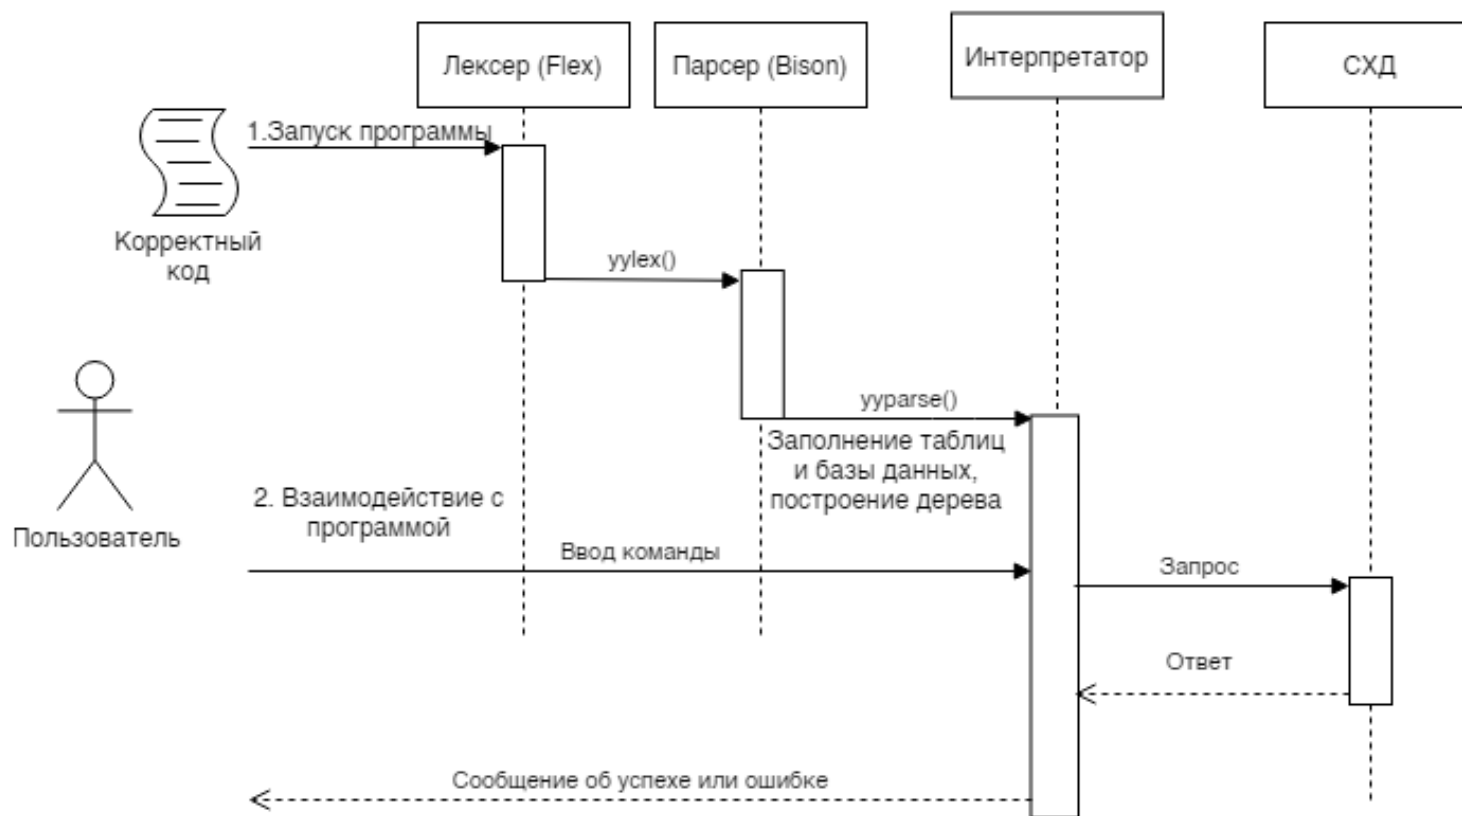 Лексер (Flex)
Парсер (Bison)
Интерпретатор
СХД
1.Запуск программы
Корректный
код
yylex()
yyparse()
Заполнение таблиц
и базы данных,
построение дерева
2. Взаимодействие с
программой
Пользователь
Ввод команды
Запрос
Ответ
Сообщение об успехе или ошибке